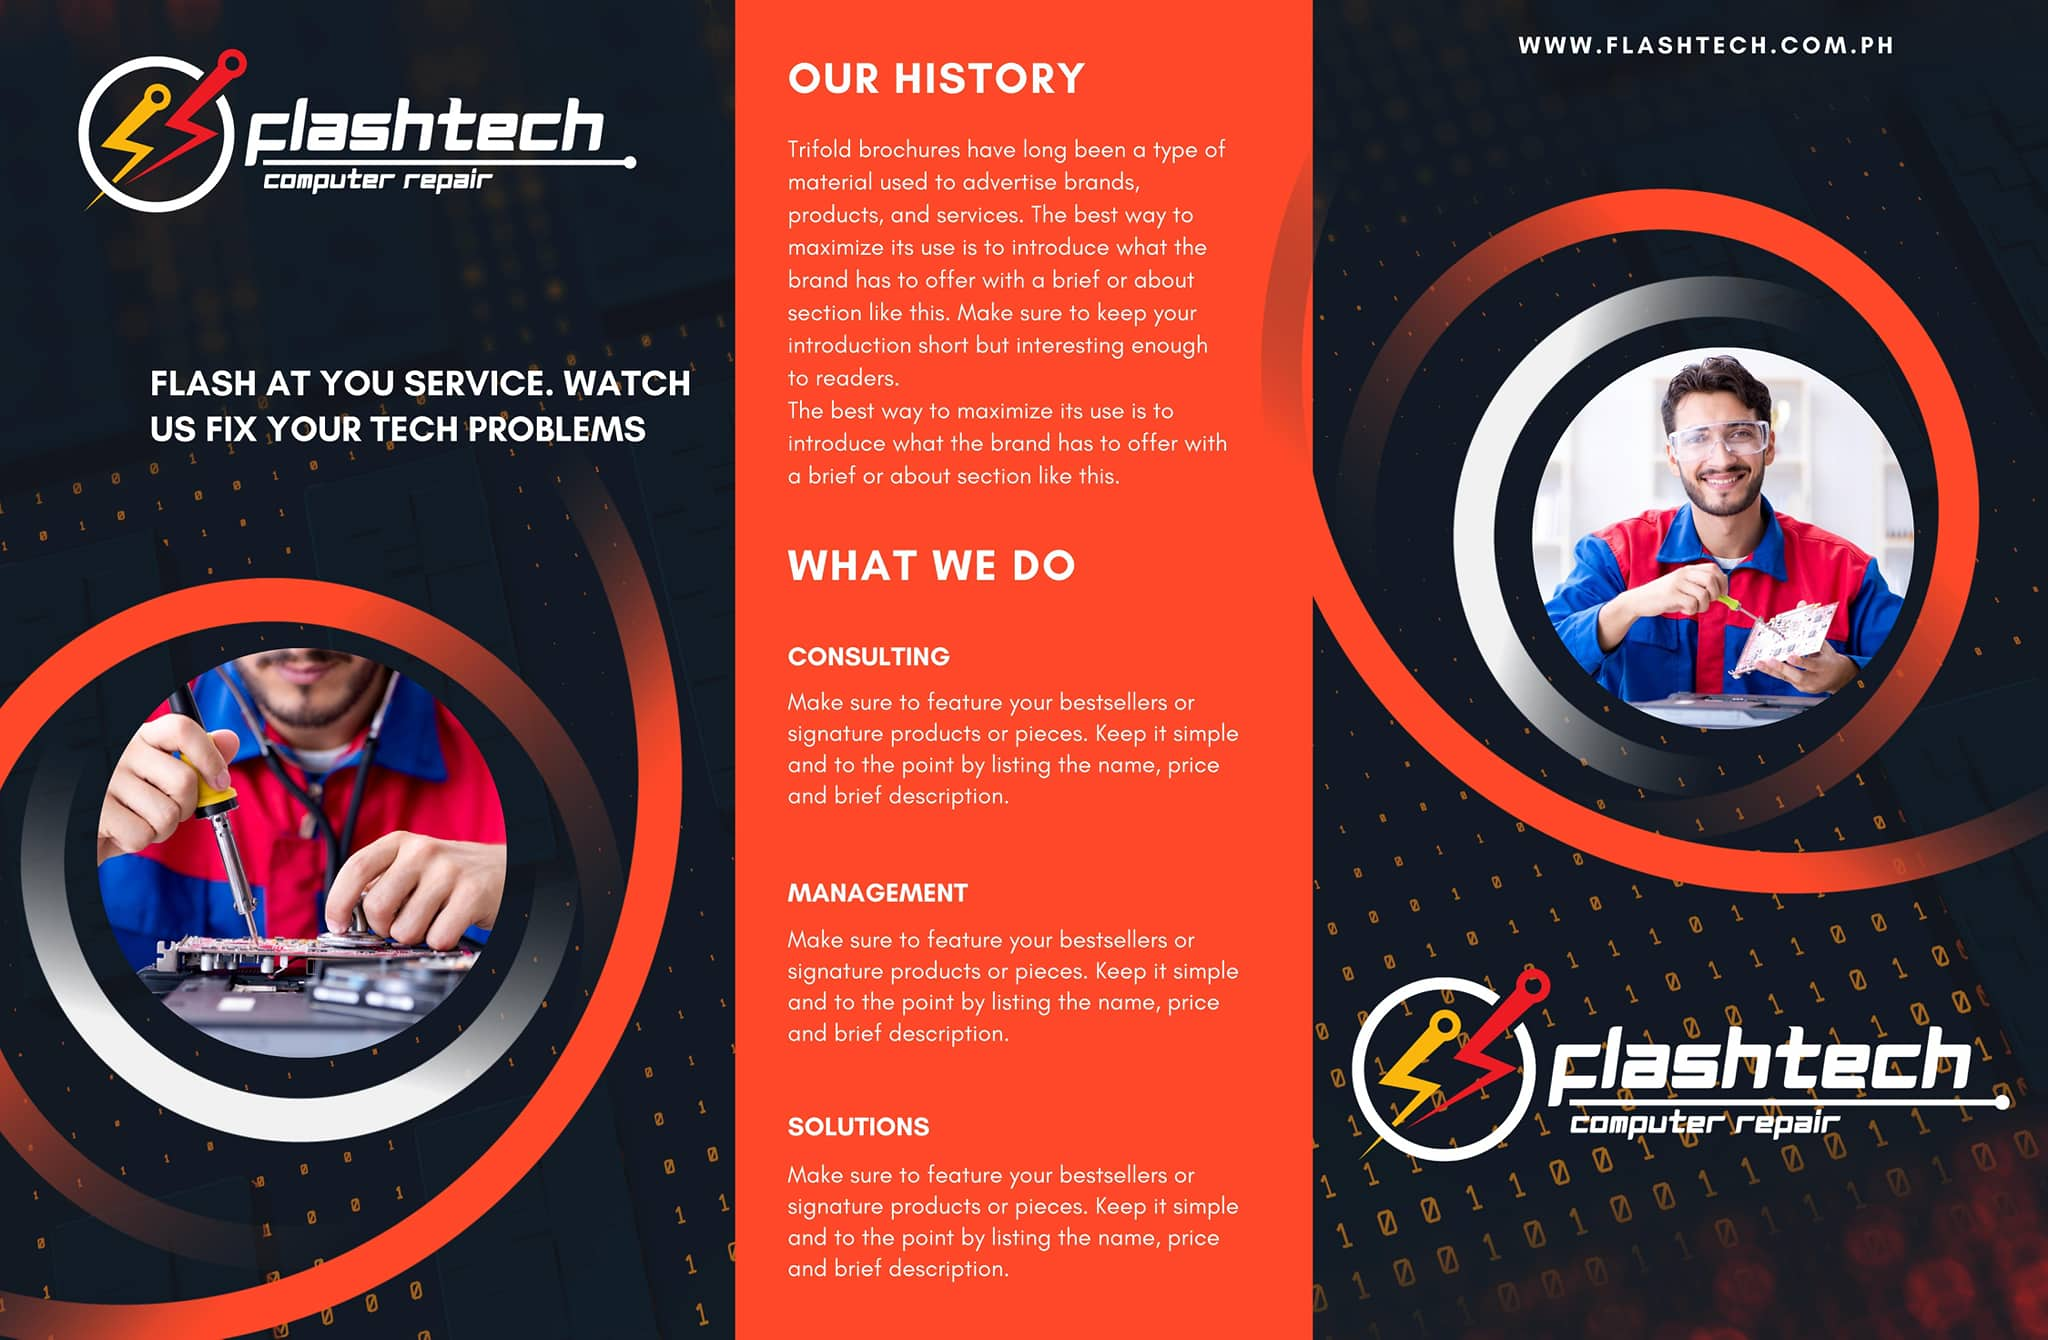 flashtech
computer repair
FLASH AT YOU SERVICE. WATCH
US FIX YOUR TECH PROBLEMS
OUR HISTORY
Trifold brochures have long been a type of
material used to advertise brands,
products, and services. The best way to
maximize its use is to introduce what the
brand has to offer with a brief or about
section like this. Make sure to keep your
introduction short but interesting enough
to readers.
The best way to maximize its use is to
introduce what the brand has to offer with
a brief or about section like this.
WHAT WE DO
CONSULTING
Make sure to feature your bestsellers or
signature products or pieces. Keep it simple
and to the point by listing the name, price
and brief description.
MANAGEMENT
Make sure to feature your bestsellers or
signature products or pieces. Keep it simple
and to the point by listing the name, price
and brief description.
SOLUTIONS
Make sure to feature your bestsellers or
signature products or pieces. Keep it simple
and to the point by listing the name, price
and brief description.
WWW.FLASHTECH.COM.PH
flashtech
computer repair